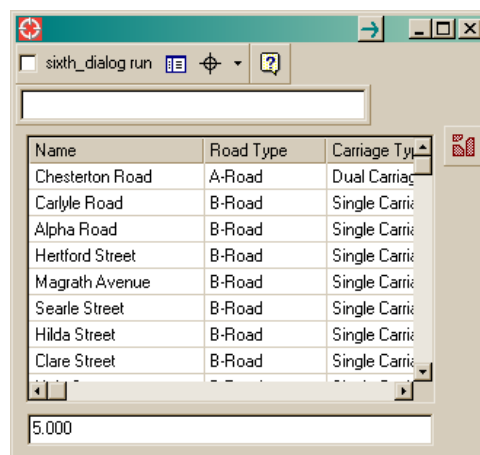 sixth_dialog run
Name Road Type Carriage Ty
Chesterton Road A-Road Dual Carriag
Carlyle Road B-Road Single Carria
Alpha Road B-Road Single Carria
Hertford Street B-Road Single Carria
Magrath Avenue B-Road Single Carria
Searle Street B-Road Single Carria
Hilda Street B-Road Single Carria
Clare Street B-Road Single Carria
5.000